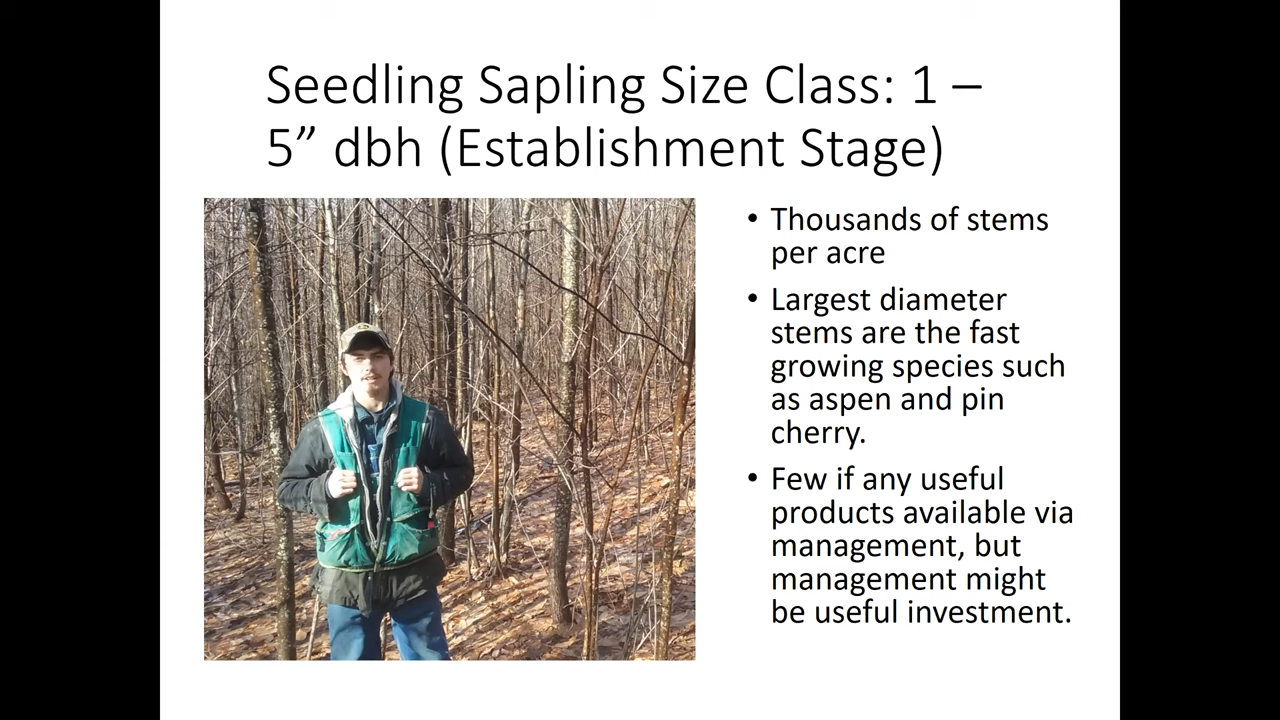 Seedling Sapling Size Class: 1 –
5” dbh (Establishment Stage)
• Thousands of stems
per acre
• Largest diameter
stems are the fast
growing species such
as aspen and pin
cherry.
• Few if any useful
products available via
management, but
management might
be useful investment.